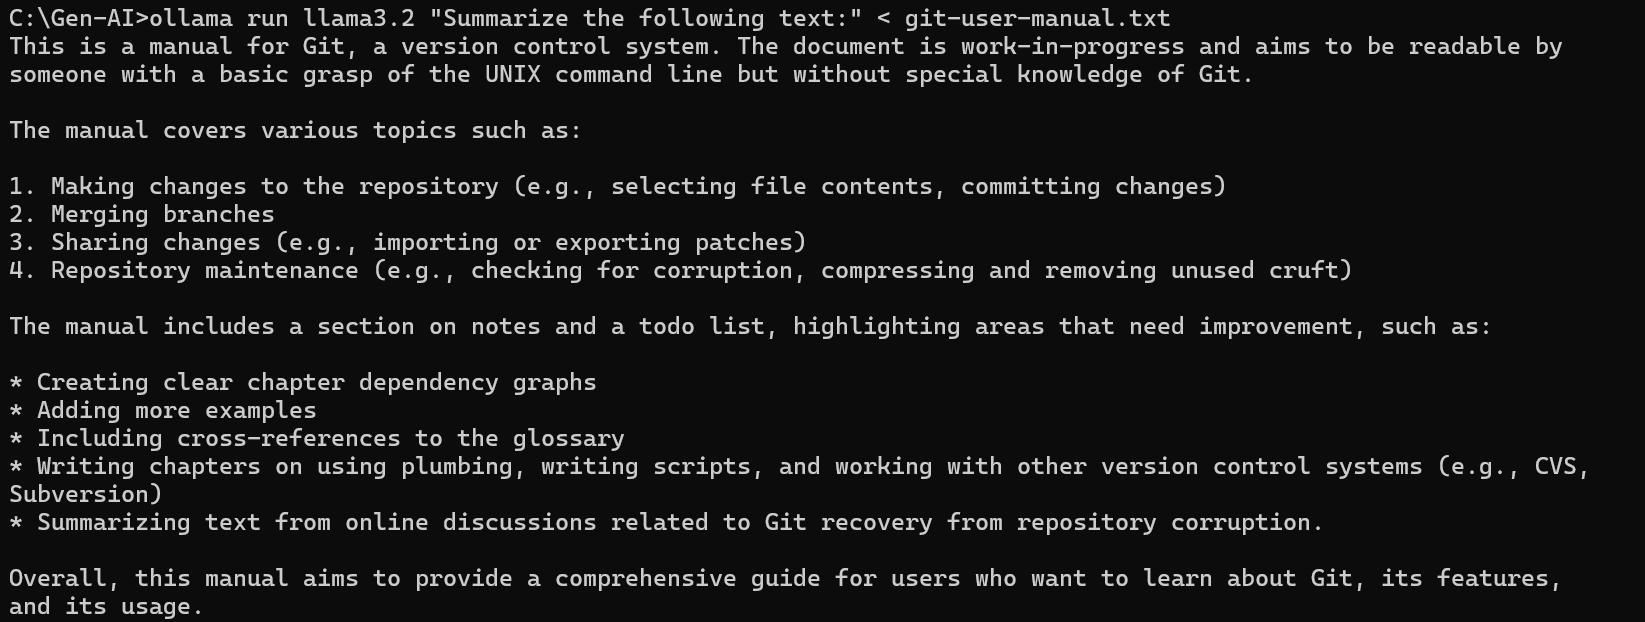 C:\Gen-AI>ollama run llama3.2 "Summarize the following text:" < git-user-manual.txt
This is a manual for Git, a version control system. The document is work-in-progress and aims to be readable by
someone with a basic grasp of the UNIX command line but without special knowledge of Git.

The manual covers various topics such as:

1. Making changes to the repository (e.g., selecting file contents, committing changes)
2. Merging branches
3. Sharing changes (e.g., importing or exporting patches)
4. Repository maintenance (e.g., checking for corruption, compressing and removing unused cruft)

The manual includes a section on notes and a todo list, highlighting areas that need improvement, such as:

* Creating clear chapter dependency graphs
* Adding more examples
* Including cross-references to the glossary
* Writing chapters on using plumbing, writing scripts, and working with other version control systems (e.g., CVS,
Subversion)
* Summarizing text from online discussions related to Git recovery from repository corruption.

Overall, this manual aims to provide a comprehensive guide for users who want to learn about Git, its features,
and its usage.